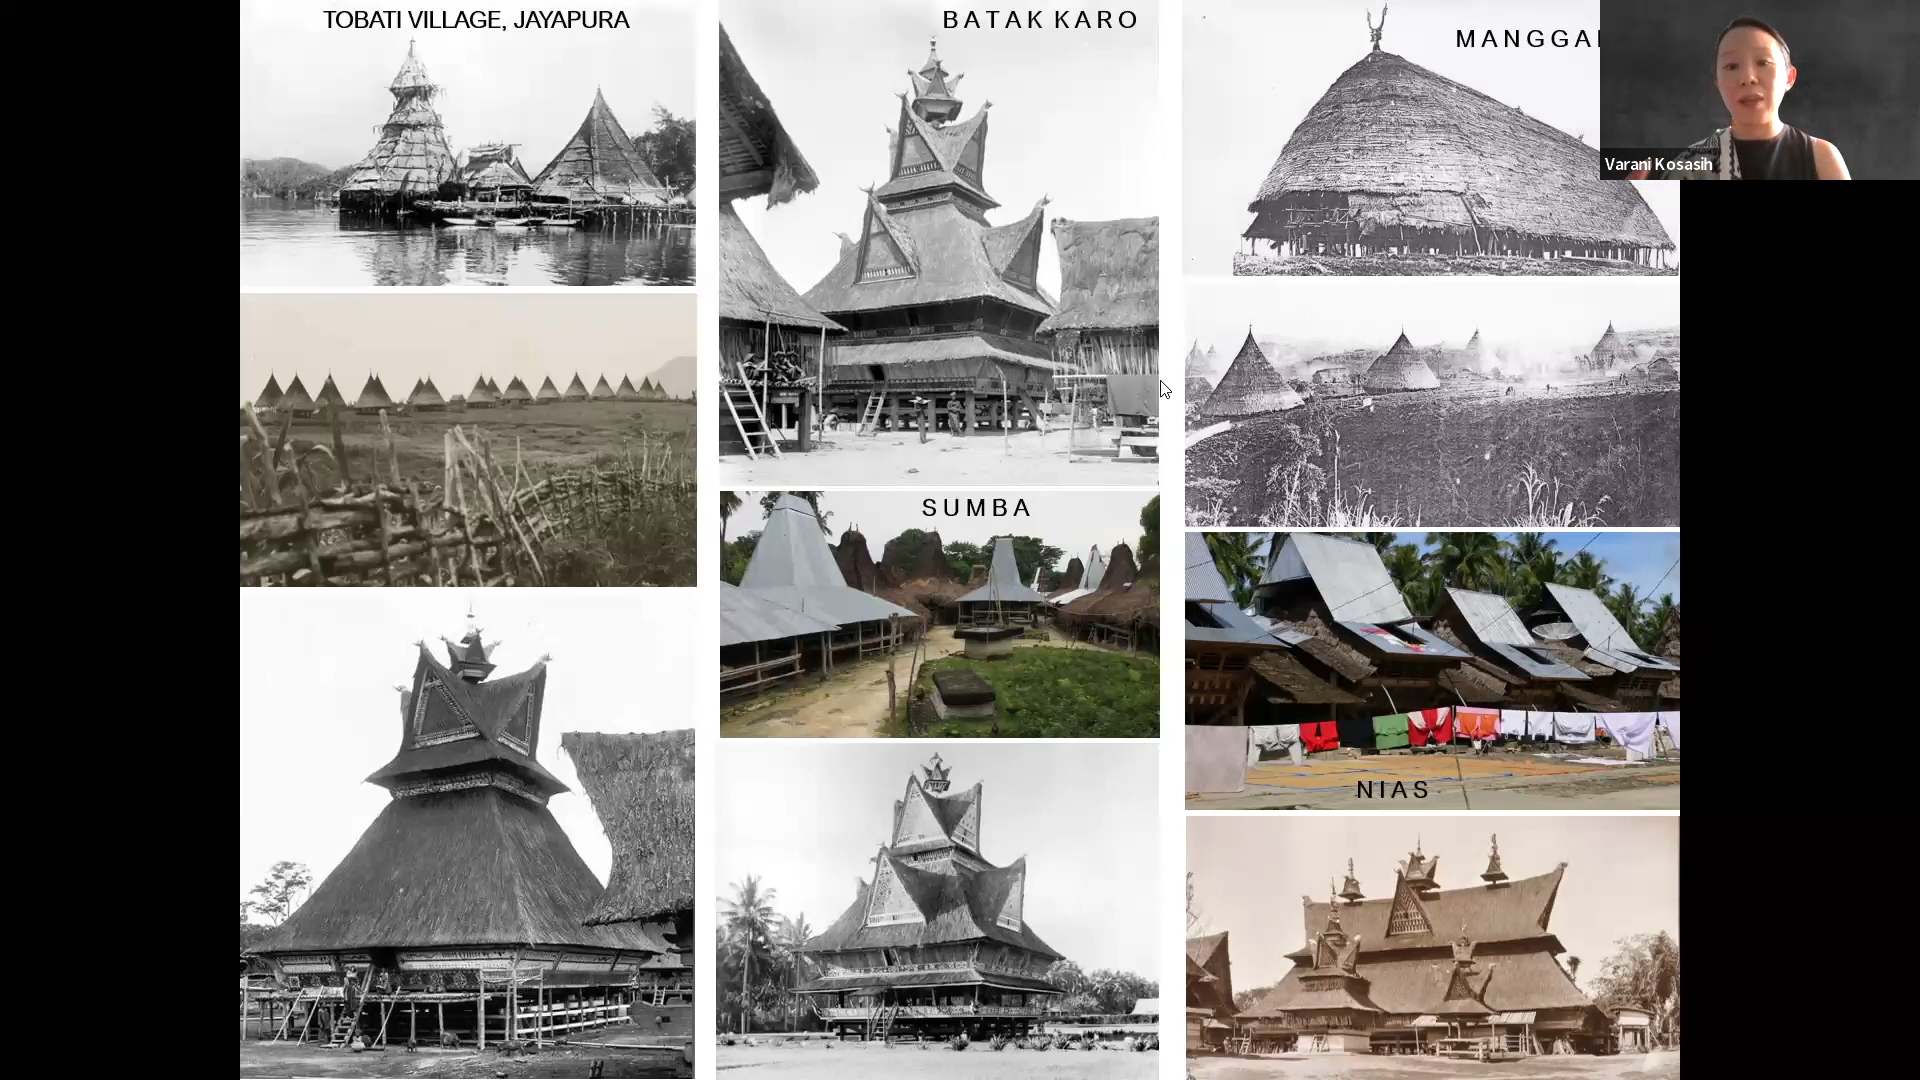 TOBATI VILLAGE, JAYAPURA
BATAK KARO
MANGGA
Varani Kosasih
SUMBA
NIAS